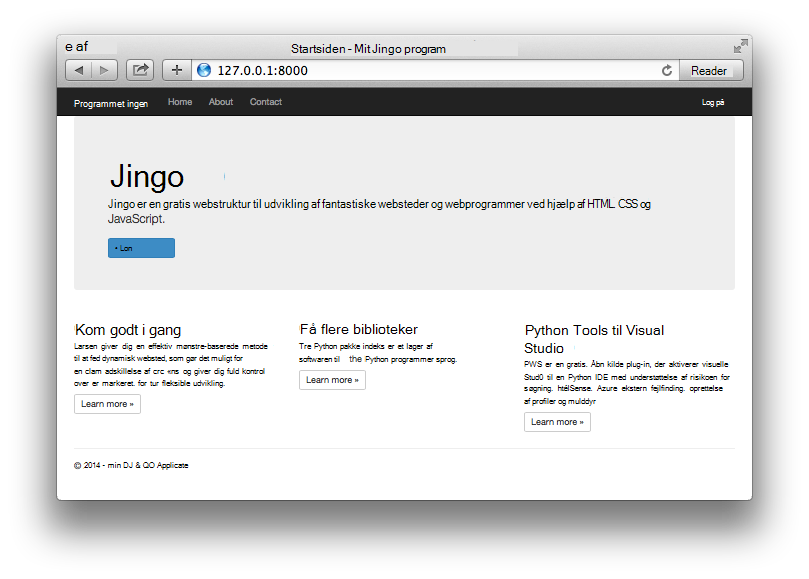 e af
Startsiden - Mit Jingo program
127.0.0.1:8000
Reader
Programmet ingen Home About Contact Log på
Jingo
Jingo er en gratis webstruktur til udvikling af fantastiske websteder og webprogrammer ved hjælp af HTML CSS og
JavaScript.
• Lan
Kom godt i gang
Larsen giver dig en effektiv mønstre-baserede metode
til at fed dynamisk websted, som gør det muligt for
en clam adskillelse af crc «ns og giver dig fuld kontrol
over er markeret. for tur fleksible udvikling.
Learn more »
Få flere biblioteker
Tre Python pakke indeks er et lager af
softwaren til the Python programmer sprog.
Learn more »
Python Tools til Visual
Studio
PWS er en gratis. Åbn kilde plug-in, der aktiverer visuelle
Stud0 til en Python IDE med understøttelse af risikoen for
søgning. htélSense. Azure ekstern fejlfinding. oprettelse
af profiler og mulddyr
Learn more »
© 2014 - min DJ & QO Applicate